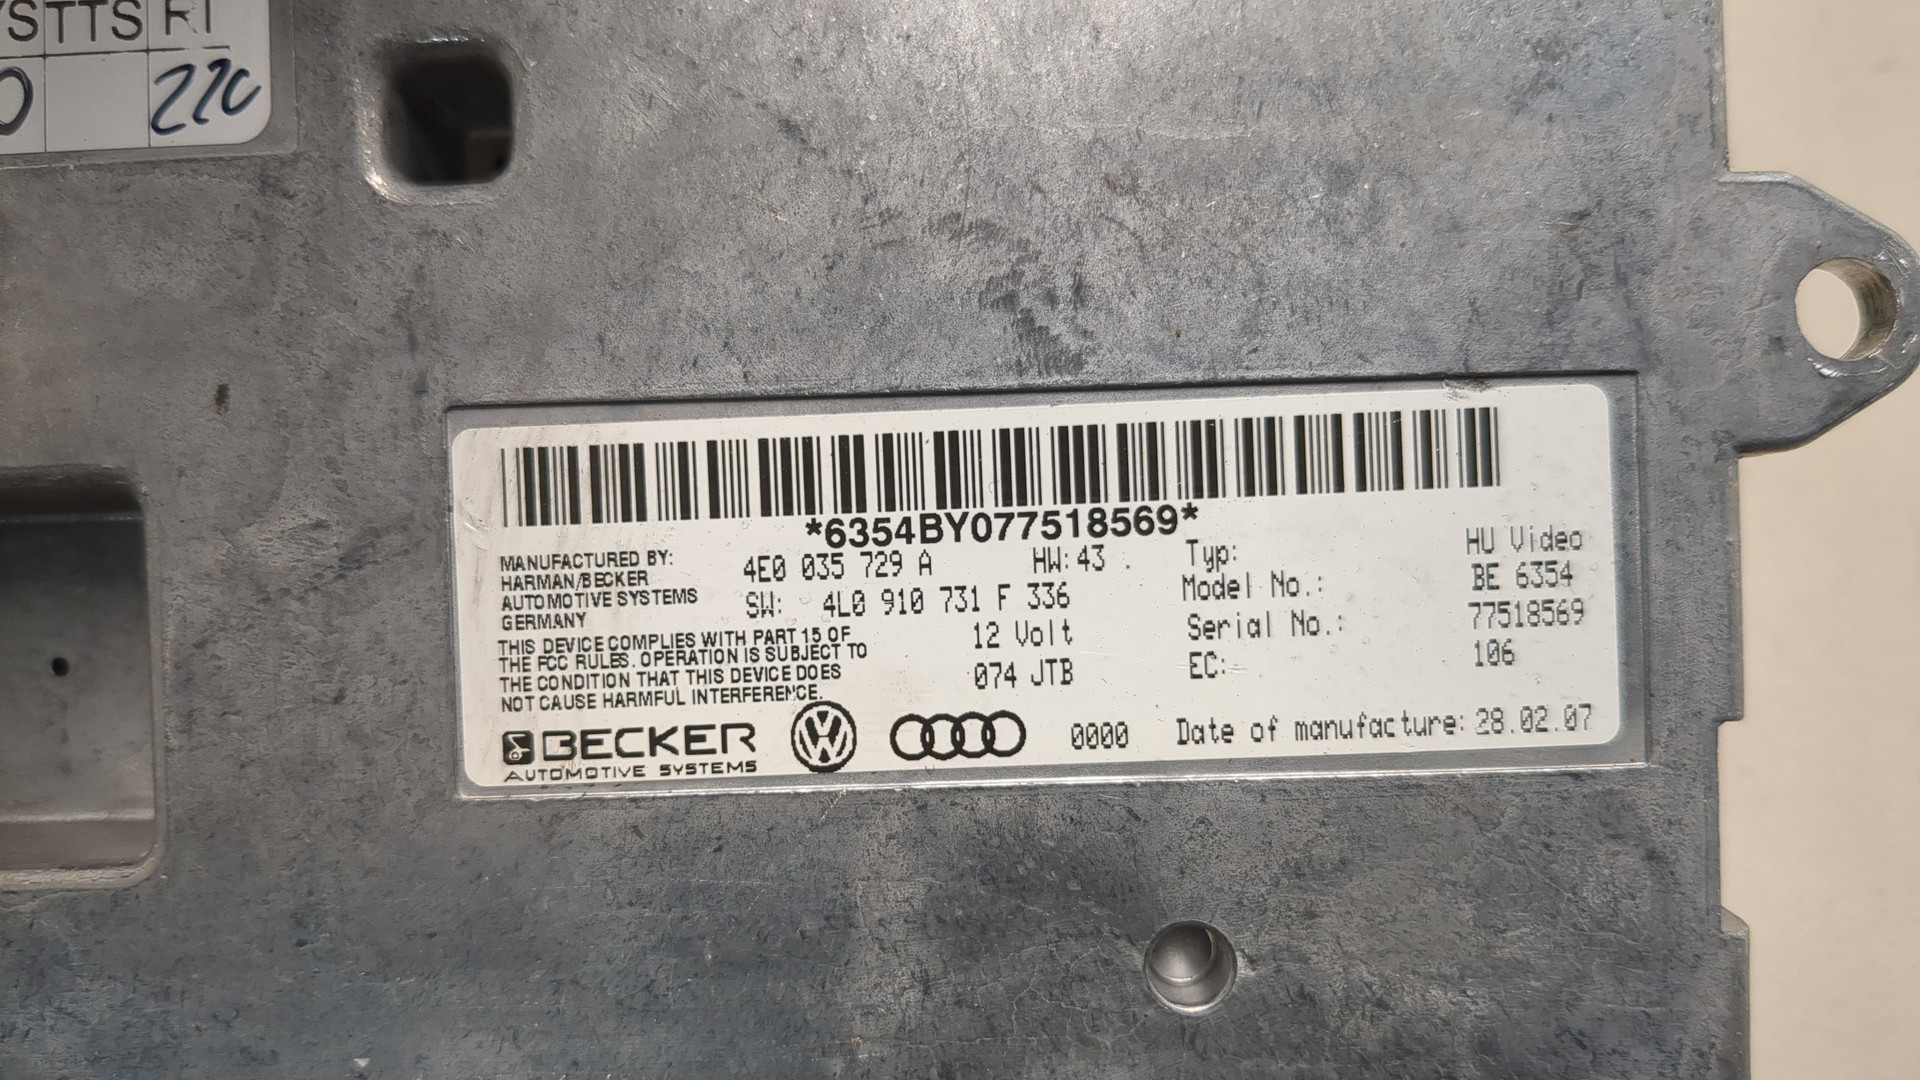 STTS
220
*6354BY077518569*
MANUFACTURED BY:
HARMAN/BECKER
AUTOMOTIVE SYSTEMS
GERMANY
THIS DEVICE COMPLIES WITH PART 15 OF
THE FCC RULES. OPERATION IS SUBJECT TO
THE CONDITION THAT THIS DEVICE DOES
NOT CAUSE HARMFUL INTERFERENCE.
4E0 035 729 A HW: 43 .
SW: 4L0 910 731 F 336
12 Volt
074 JTB
Typ: HU Video
Model No.: BE 6354
Serial No.: 77518569
EC: 106
BECKER
AUTOMOTIVE SYSTEMS
0000
Date of manufacture: 28.02.07